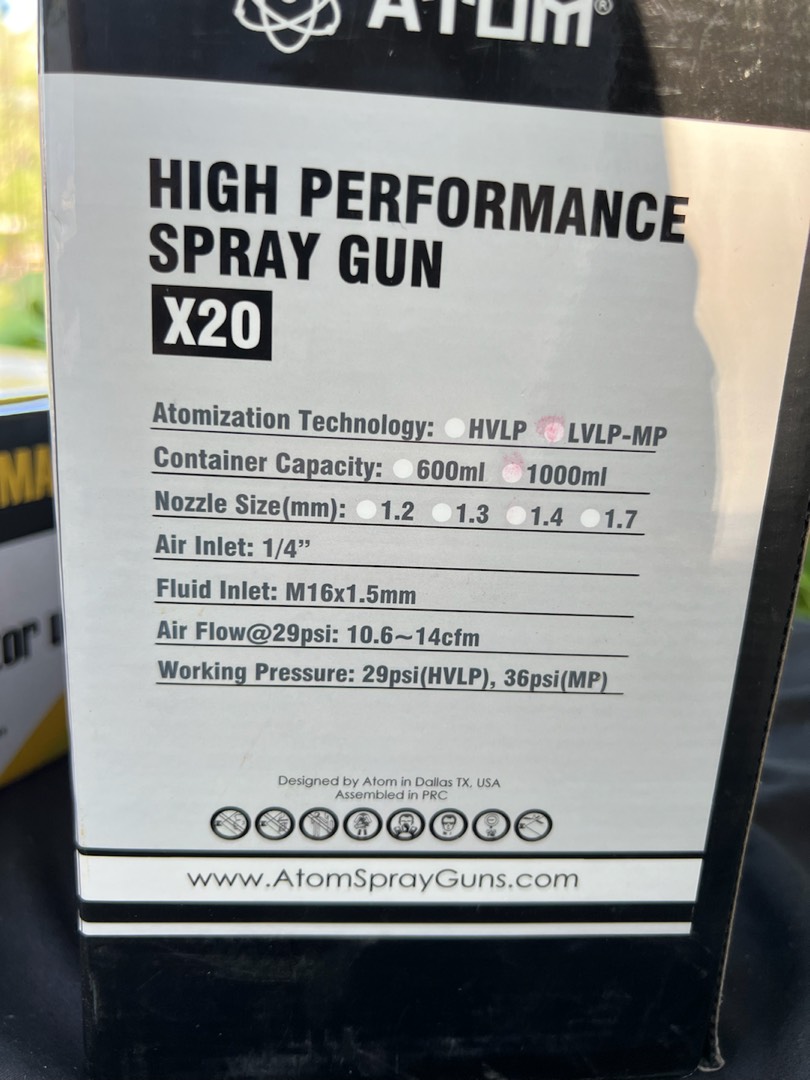 ATOM®
HIGH PERFORMANCE
SPRAY GUN
X20
Atomization Technology: HVLP LVLP-MP
Container Capacity: 600ml 1000ml
Nozzle Size(mm): 1.2 1.3 1.4 1.7
Air Inlet: 1/4”
Fluid Inlet: M16x1.5mm
Air Flow@29psi: 10.6~14cfm
Working Pressure: 29psi(HVLP), 36psi(MP)
Designed by Atom in Dallas TX, USA
Assembled in PRC
www.AtomSprayGuns.com
MA
or